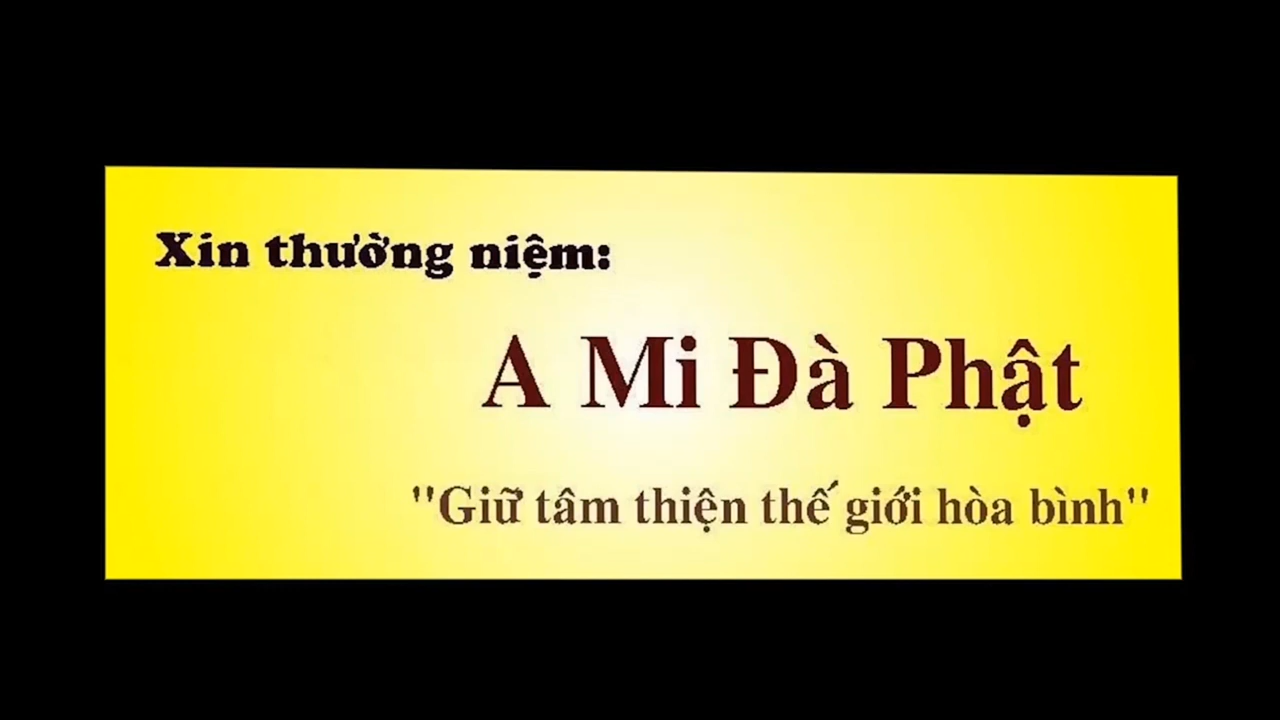 Xin thường niệm:
A Mi Đà Phật
"Giữ tâm thiện thế giới hòa bình"